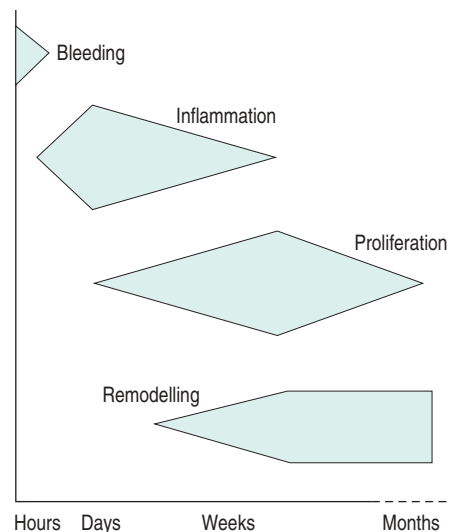 Bleeding
Inflammation
Proliferation
Remodelling
Hours Days Weeks Months